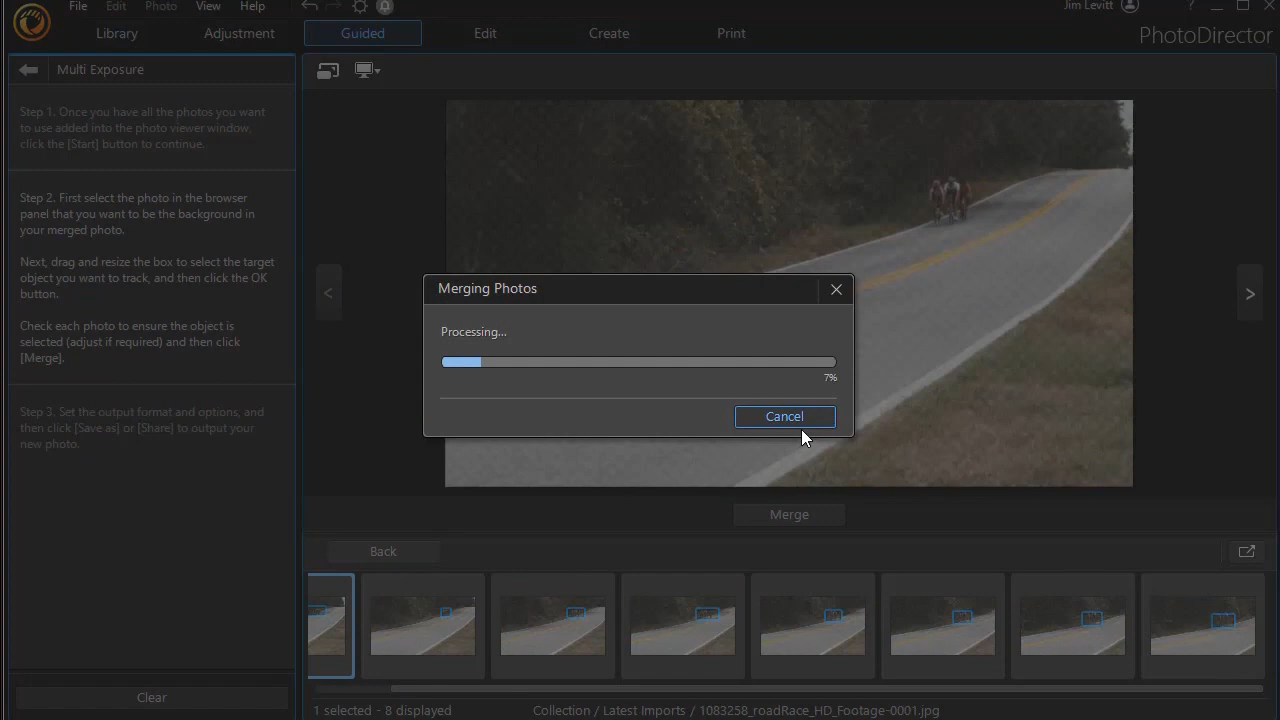 File Edit Photo View Help
Jim Levitt ?
Library Adjustment Guided Edit Create Print
PhotoDirector
Multi Exposure
Step 1. Once you have all the photos you want
to use added into the photo viewer window,
click the [Start] button to continue.
Step 2. First select the photo in the browser
panel that you want to be the background in
your merged photo.
Next, drag and resize the box to select the target
object you want to track, and then click the OK
button.
Check each photo to ensure the object is
selected (adjust if required) and then click
[Merge].
Step 3. Set the output format and options, and
then click [Save as] or [Share] to output your
new photo.
Clear
Merging Photos
Processing...
7%
Cancel
Merge
Back
1 selected - 8 displayed
Collection / Latest Imports / 1083258_roadRace_HD_Footage-0001.jpg